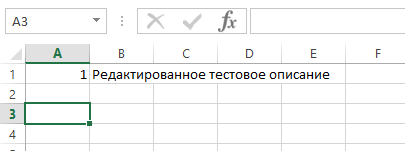 A3
fx
A B C D E F
1 1 Редактированное тестовое описание
2
3
4